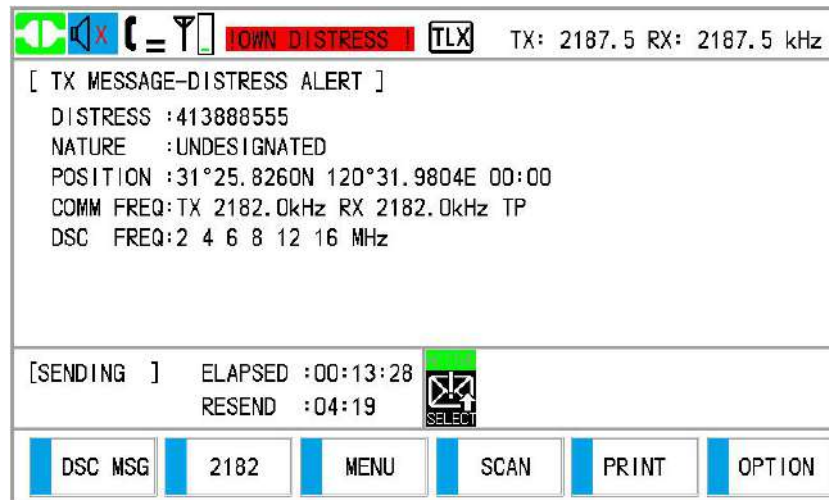 !OWN DISTRESS ! TLX TX: 2187.5 RX: 2187.5 kHz
[ TX MESSAGE-DISTRESS ALERT ]
DISTRESS :413888555
NATURE :UNDESIGNATED
POSITION :31°25.8260N 120°31.9804E 00:00
COMM FREQ:TX 2182.0kHz RX 2182.0kHz TP
DSC FREQ:2 4 6 8 12 16 MHz
[SENDING ] ELAPSED :00:13:28
RESEND :04:19
SELECT
DSC MSG 2182 MENU SCAN PRINT OPTION